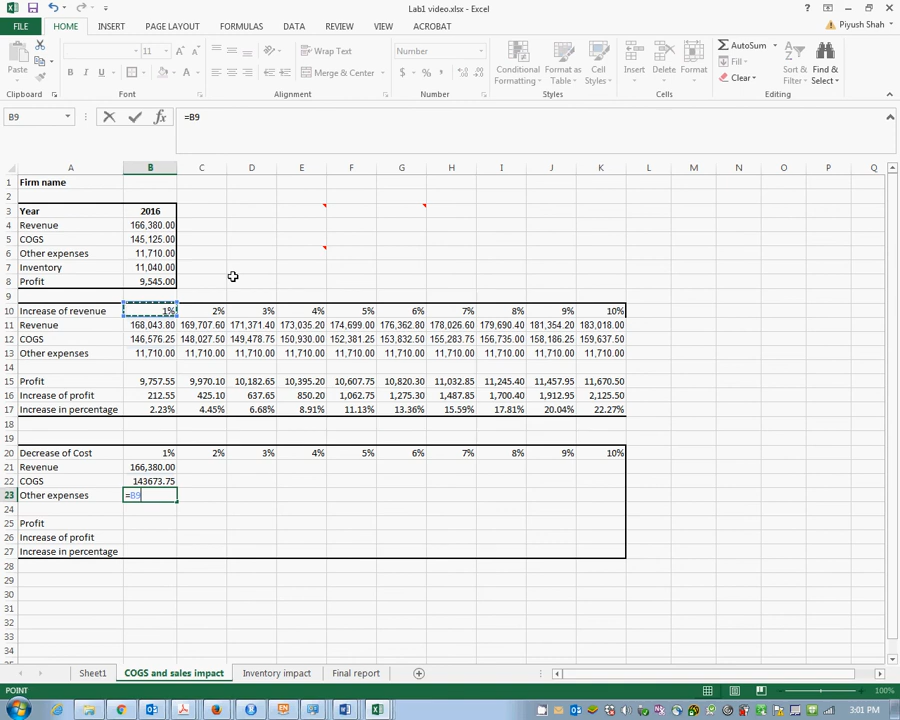 Lab1 video.xlsx - Excel
FILE HOME INSERT PAGE LAYOUT FORMULAS DATA REVIEW VIEW ACROBAT Piyush Shah
Paste 11 Wrap Text Number AutoSum
Merge & Center Conditional Formatting Format as Table Cell Styles Insert Delete Format Fill Clear Sort & Filter Find & Select
Clipboard Font Alignment Number Styles Cells Editing
B9 =B9
A B C D E F G H I J K L M N O P Q
1 Firm name
2
3 Year 2016
4 Revenue 166,380.00
5 COGS 145,125.00
6 Other expenses 11,710.00
7 Inventory 11,040.00
8 Profit 9,545.00
9
10 Increase of revenue 1% 2% 3% 4% 5% 6% 7% 8% 9% 10%
11 Revenue 168,043.80 169,707.60 171,371.40 173,035.20 174,699.00 176,362.80 178,026.60 179,690.40 181,354.20 183,018.00
12 COGS 146,576.25 148,027.50 149,478.75 150,930.00 152,381.25 153,832.50 155,283.75 156,735.00 158,186.25 159,637.50
13 Other expenses 11,710.00 11,710.00 11,710.00 11,710.00 11,710.00 11,710.00 11,710.00 11,710.00 11,710.00 11,710.00
14
15 Profit 9,757.55 9,970.10 10,182.65 10,395.20 10,607.75 10,820.30 11,032.85 11,245.40 11,457.95 11,670.50
16 Increase of profit 212.55 425.10 637.65 850.20 1,062.75 1,275.30 1,487.85 1,700.40 1,912.95 2,125.50
17 Increase in percentage 2.23% 4.45% 6.68% 8.91% 11.13% 13.36% 15.59% 17.81% 20.04% 22.27%
18
19
20 Decrease of Cost 1% 2% 3% 4% 5% 6% 7% 8% 9% 10%
21 Revenue 166,380.00
22 COGS 143673.75
23 Other expenses =B9
24
25 Profit
26 Increase of profit
27 Increase in percentage
28
29
30
31
32
33
34
Sheet1 COGS and sales impact Inventory impact Final report
POINT 100%
3:01 PM